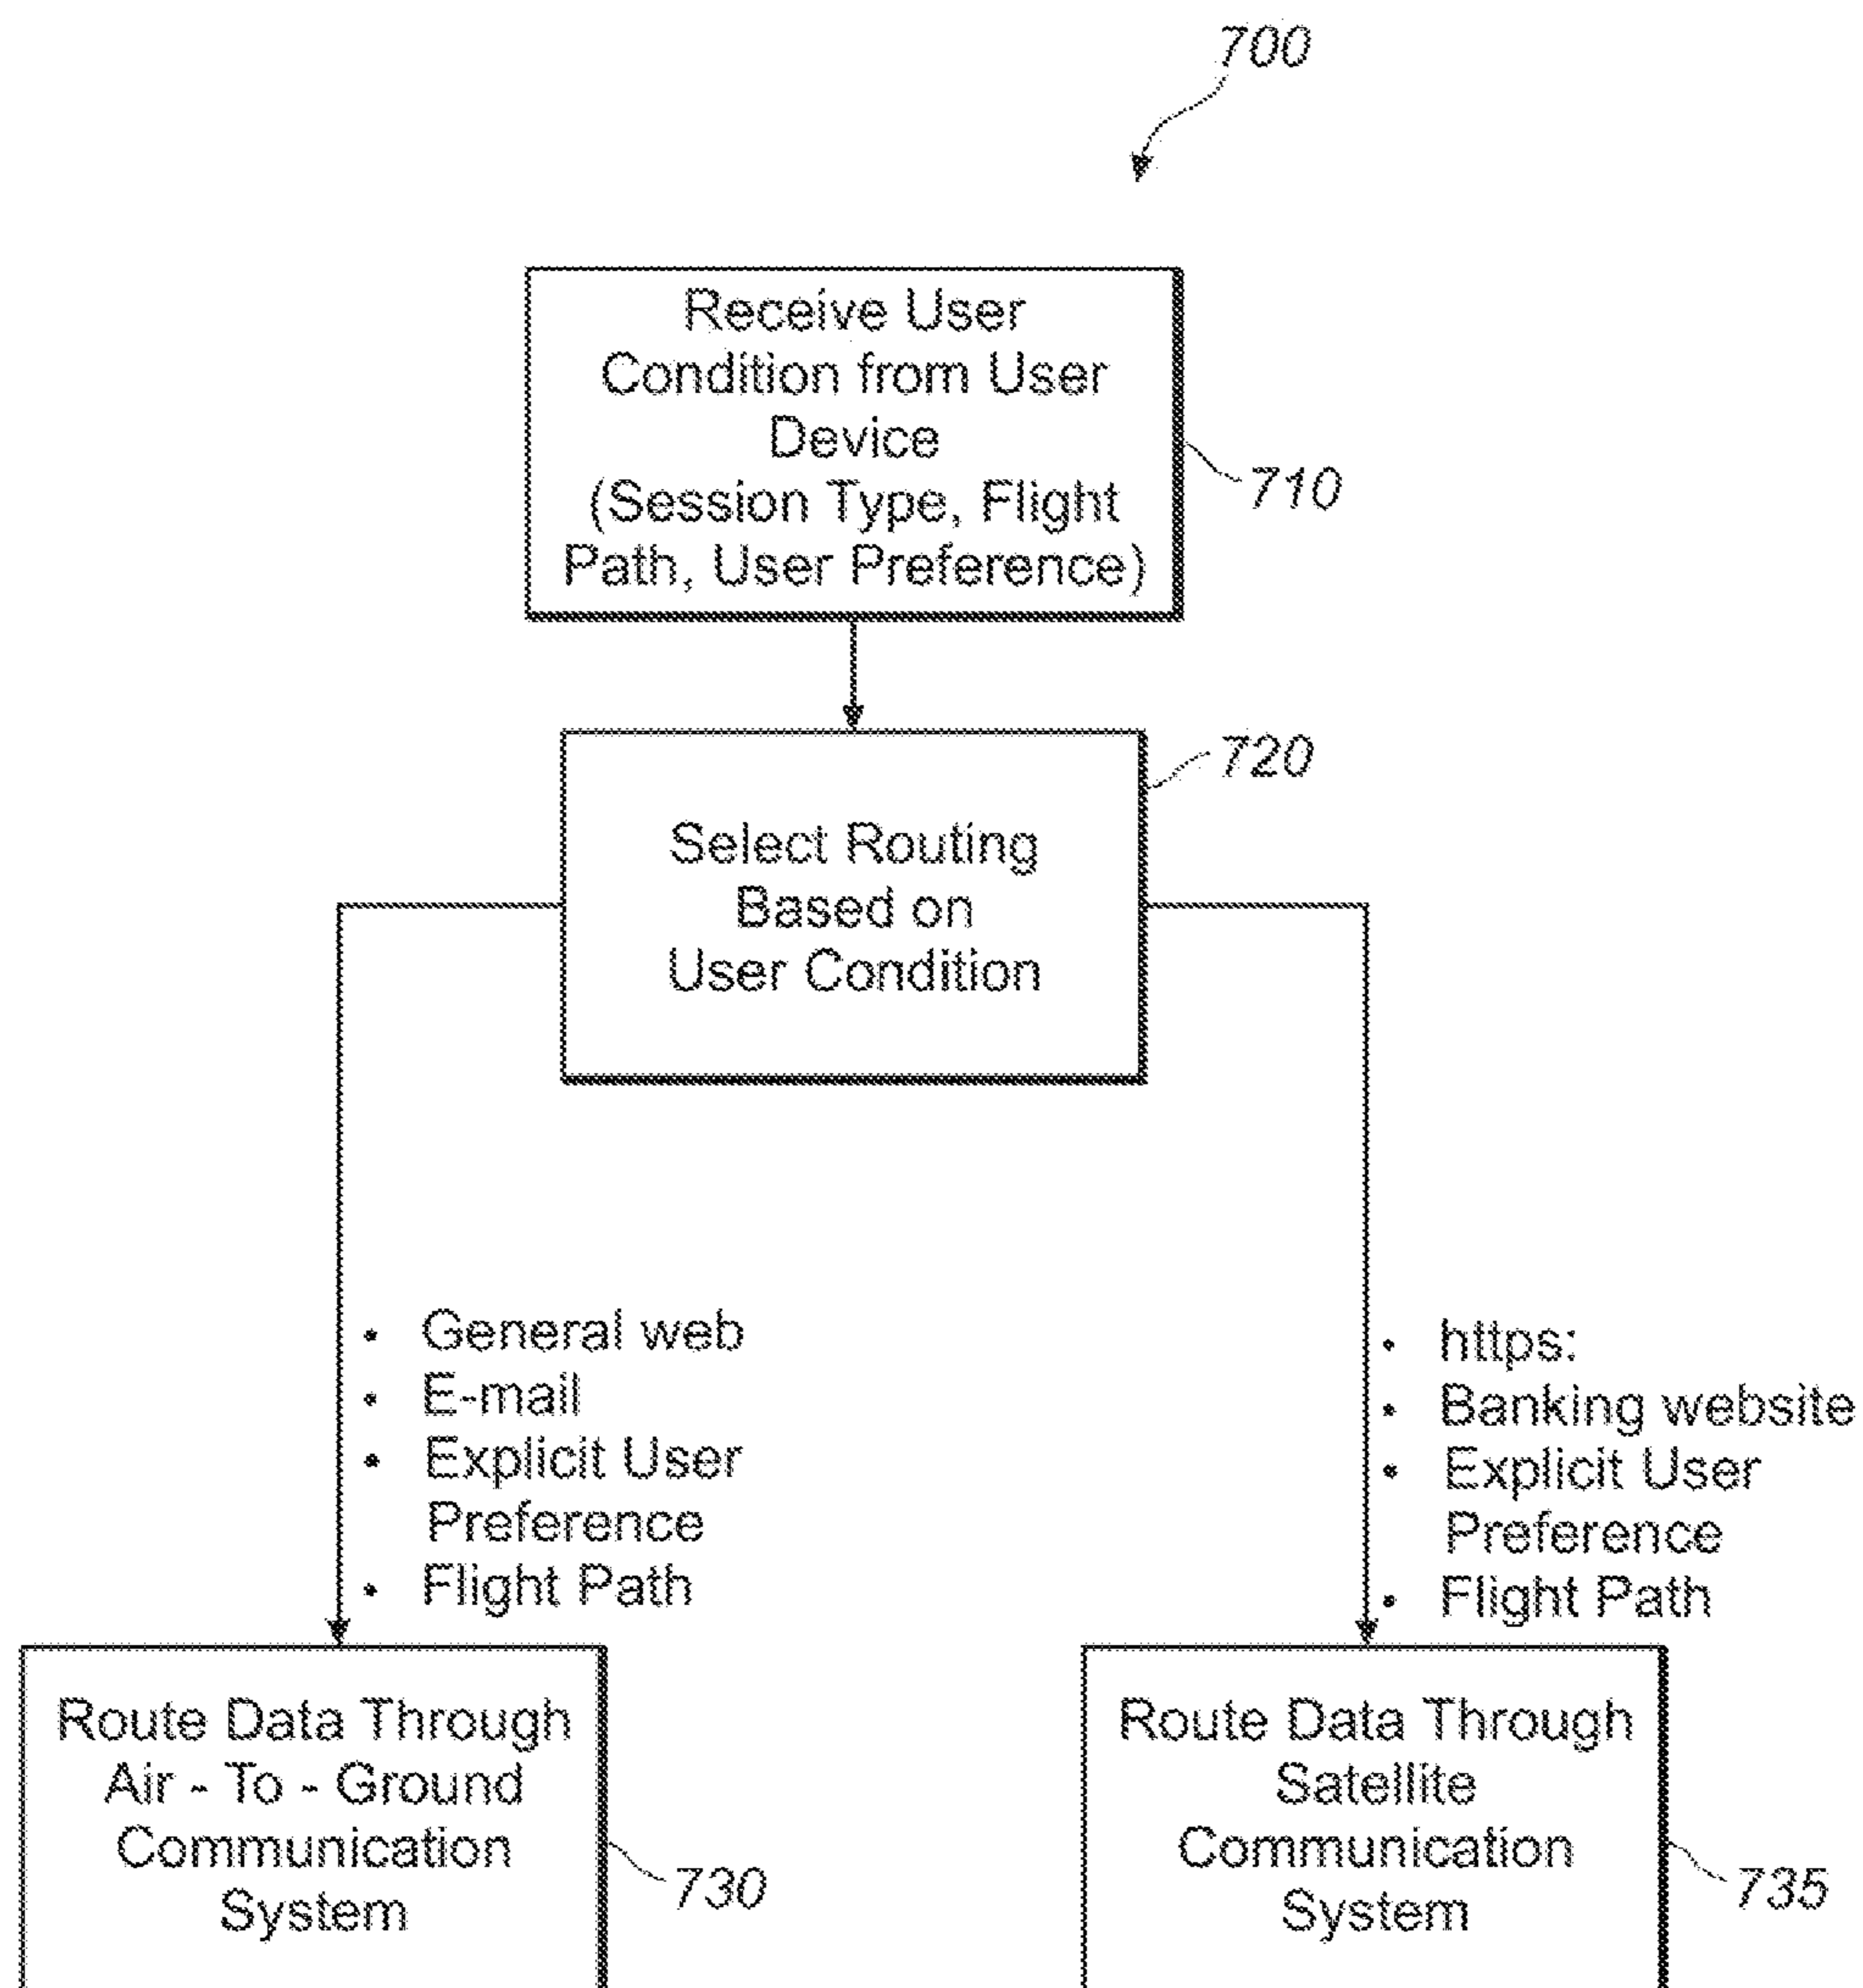 700
Receive User
Condition from User
Device
(Session Type, Flight
Path, User Preference)
710
720
Select Routing
Based on
User Condition
• General web
• E-mail
• Explicit User
Preference
• Flight Path
• https:
• Banking website
• Explicit User
Preference
• Flight Path
Route Data Through
Air - To - Ground
Communication
System
730
Route Data Through
Satellite
Communication
System
735